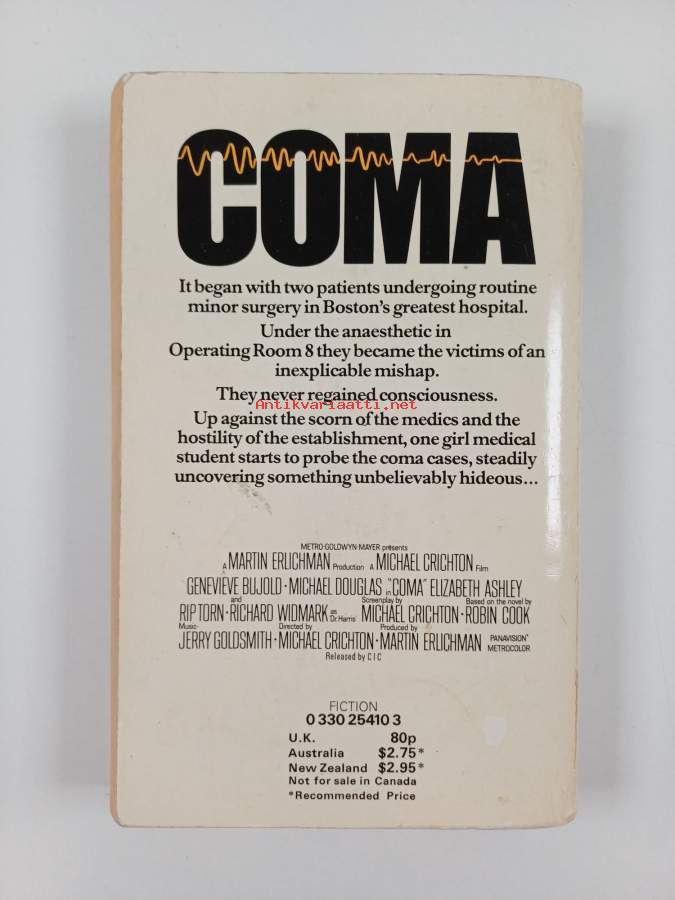 COMA
It began with two patients undergoing routine
minor surgery in Boston's greatest hospital.
Under the anaesthetic in
Operating Room 8 they became the victims of an
inexplicable mishap.
They never regained consciousness.
Antikvariaatti.net
Up against the scorn of the medics and the
hostility of the establishment, one girl medical
student starts to probe the coma cases, steadily
uncovering something unbelievably hideous...
METRO-GOLDWYN-MAYER presents
A MARTIN ERLICHMAN Production A MICHAEL CRICHTON Film
GENEVIEVE BUJOLD · MICHAEL DOUGLAS in "COMA" ELIZABETH ASHLEY
and Screenplay by Based on the novel by
RIP TORN · RICHARD WIDMARK as Dr. Harris MICHAEL CRICHTON · ROBIN COOK
Music Directed by Produced by
JERRY GOLDSMITH · MICHAEL CRICHTON · MARTIN ERLICHMAN PANAVISION® METROCOLOR
Released by CIC
FICTION
0 330 25410 3
U.K. 80p
Australia $2.75*
New Zealand $2.95*
Not for sale in Canada
*Recommended Price